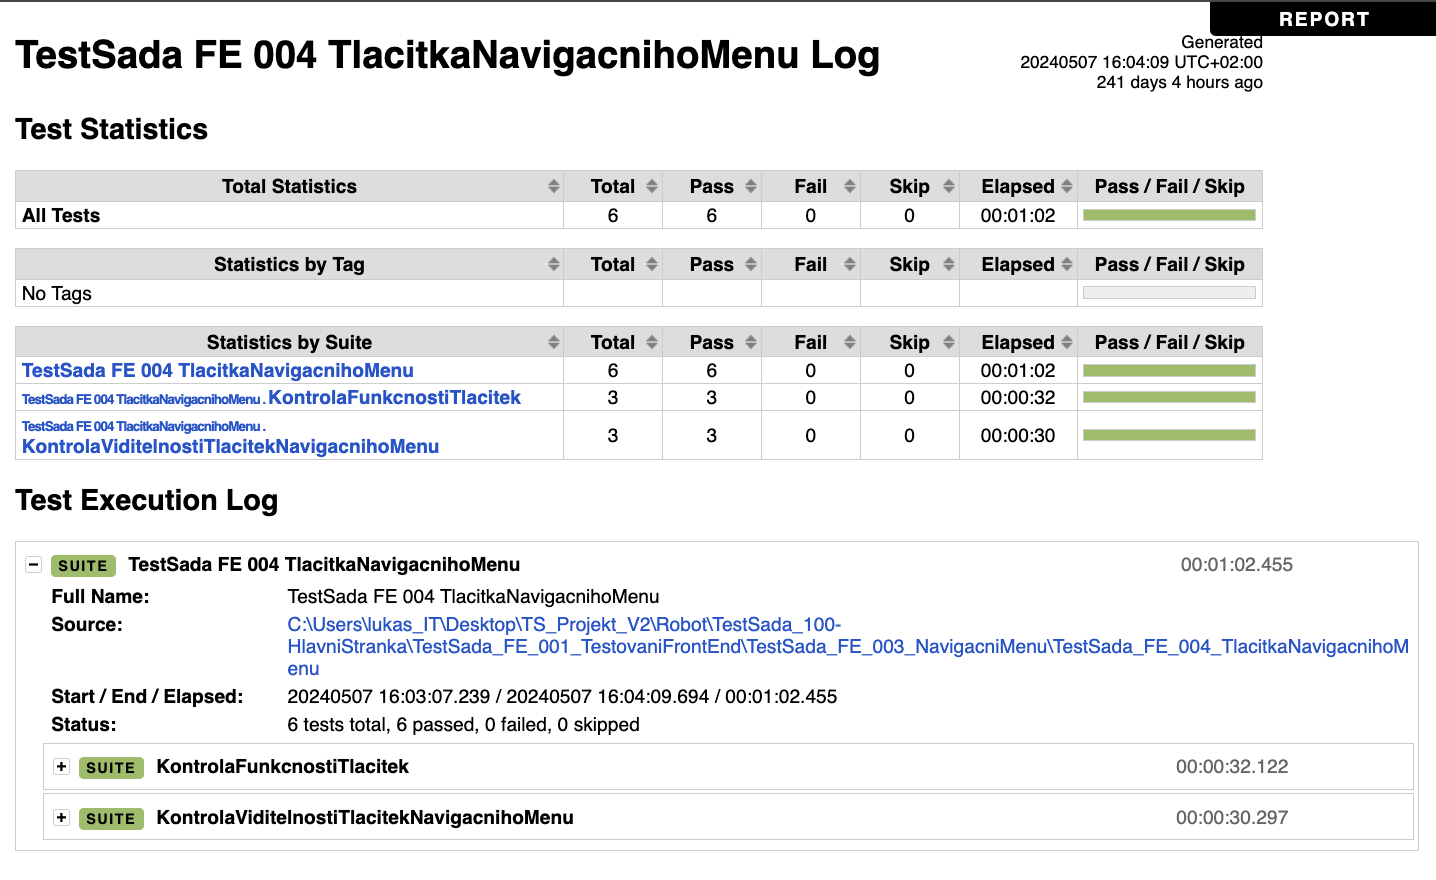 REPORT
TestSada FE 004 TlacitkaNavigacnihoMenu Log
Generated
20240507 16:04:09 UTC+02:00
241 days 4 hours ago
Test Statistics
Total Statistics Total Pass Fail Skip Elapsed Pass / Fail / Skip
All Tests 6 6 0 0 00:01:02
Statistics by Tag Total Pass Fail Skip Elapsed Pass / Fail / Skip
No Tags
Statistics by Suite Total Pass Fail Skip Elapsed Pass / Fail / Skip
TestSada FE 004 TlacitkaNavigacnihoMenu 6 6 0 0 00:01:02
TestSada FE 004 TlacitkaNavigacnihoMenu . KontrolaFunkcnostiTlacitek 3 3 0 0 00:00:32
TestSada FE 004 TlacitkaNavigacnihoMenu .
KontrolaViditelnostiTlacitekNavigacnihoMenu 3 3 0 0 00:00:30
Test Execution Log
SUITE TestSada FE 004 TlacitkaNavigacnihoMenu 00:01:02.455
Full Name: TestSada FE 004 TlacitkaNavigacnihoMenu
Source: C:\Users\lukas_IT\Desktop\TS_Projekt_V2\Robot\TestSada_100-
HlavniStranka\TestSada_FE_001_TestovaniFrontEnd\TestSada_FE_003_NavigacniMenu\TestSada_FE_004_TlacitkaNavigacnihoM
enu
Start / End / Elapsed: 20240507 16:03:07.239 / 20240507 16:04:09.694 / 00:01:02.455
Status: 6 tests total, 6 passed, 0 failed, 0 skipped
SUITE KontrolaFunkcnostiTlacitek 00:00:32.122
SUITE KontrolaViditelnostiTlacitekNavigacnihoMenu 00:00:30.297